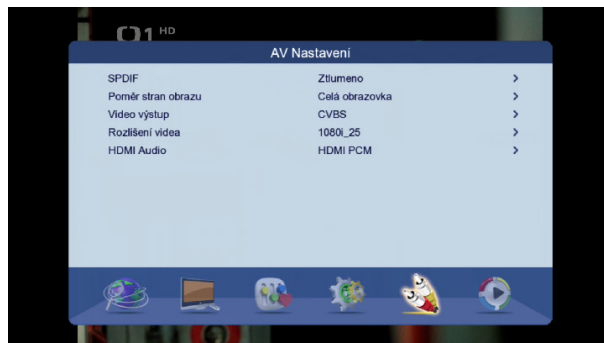 1 HD
AV Nastavení
SPDIF Ztlumeno >
Poměr stran obrazu Celá obrazovka >
Video výstup CVBS >
Rozlišení videa 1080i_25 >
HDMI Audio HDMI PCM >